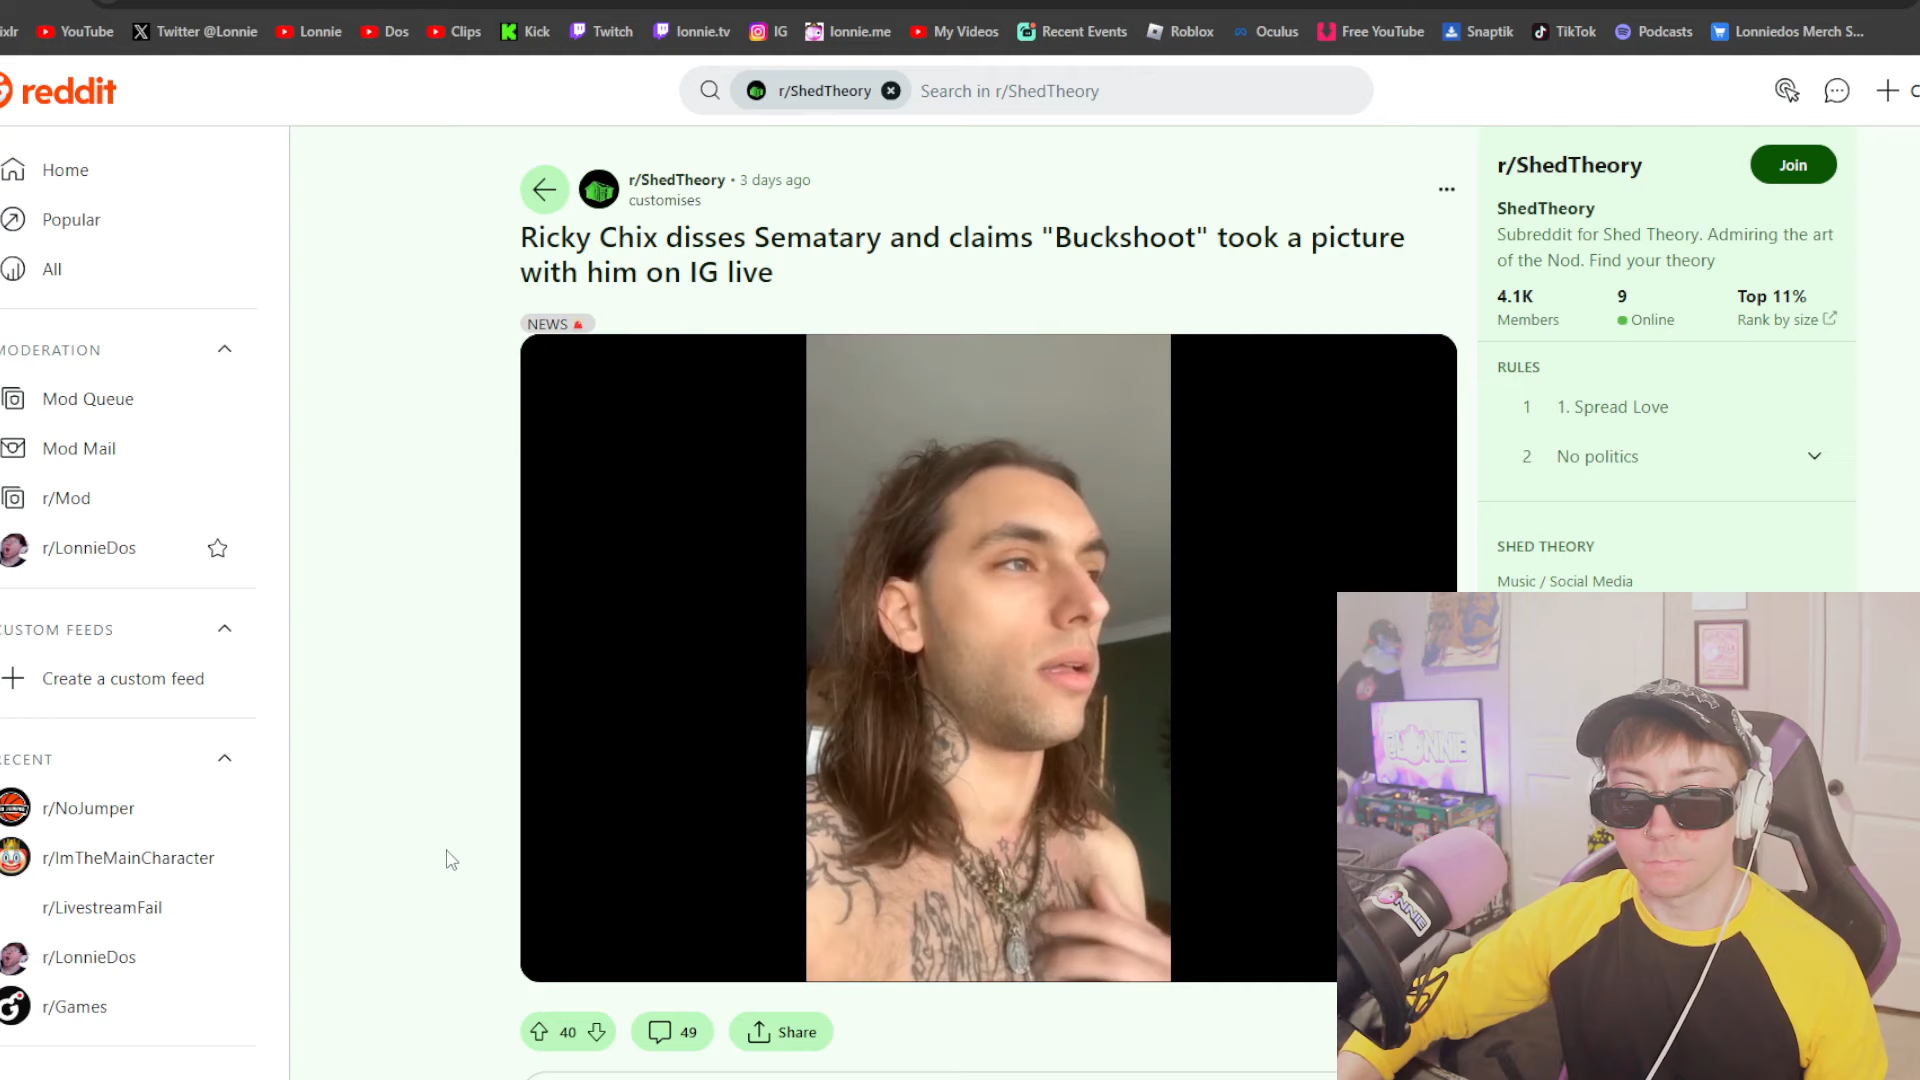 ixlr YouTube Twitter @Lonnie Lonnie Dos Clips Kick Twitch lonnie.tv IG lonnie.me My Videos Recent Events Roblox Oculus Free YouTube Snaptik TikTok Podcasts Lonniedos Merch S...
reddit
r/ShedTheory Search in r/ShedTheory
Home
Popular
All
MODERATION
Mod Queue
Mod Mail
r/Mod
r/LonnieDos
CUSTOM FEEDS
Create a custom feed
RECENT
r/NoJumper
r/ImTheMainCharacter
r/LivestreamFail
r/LonnieDos
r/Games
r/ShedTheory • 3 days ago
customises
Ricky Chix disses Sematary and claims "Buckshoot" took a picture
with him on IG live
NEWS
40
49
Share
r/ShedTheory
Join
ShedTheory
Subreddit for Shed Theory. Admiring the art
of the Nod. Find your theory
4.1K 9 Top 11%
Members Online Rank by size
RULES
1 1. Spread Love
2 No politics
SHED THEORY
Music / Social Media
LONNIE